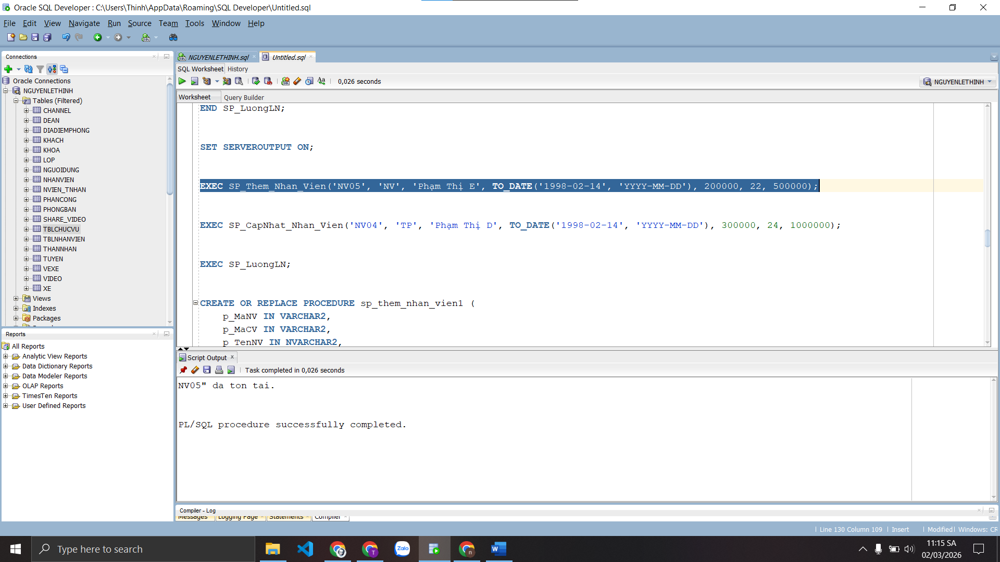 Oracle SQL Developer : C:\Users\Thinh\AppData\Roaming\SQL Developer\Untitled.sql
File Edit View Navigate Run Source Team Tools Window Help
Connections
Oracle Connections
NGUYENLETHINH
Tables (Filtered)
CHANNEL
DEAN
DIADIEMPHONG
KHACH
KHOA
LOP
NGUOIDUNG
NHANVIEN
NVIEN_TNHAN
PHANCONG
PHONGBAN
SHARE_VIDEO
TBLCHUCVU
TBLNHANVIEN
THANNHAN
TUYEN
VEXE
VIDEO
XE
Views
Indexes
Packages
Reports
All Reports
Analytic View Reports
Data Dictionary Reports
Data Modeler Reports
OLAP Reports
TimesTen Reports
User Defined Reports
NGUYENLETHINH.sql Untitled.sql
SQL Worksheet History
0,026 seconds
NGUYENLETHINH
Worksheet Query Builder
END SP_LuongLN;
SET SERVEROUTPUT ON;
EXEC SP_Them_Nhan_Vien('NV05', 'NV', 'Phạm Thị E', TO_DATE('1998-02-14', 'YYYY-MM-DD'), 200000, 22, 500000);
EXEC SP_CapNhat_Nhan_Vien('NV04', 'TP', 'Phạm Thị D', TO_DATE('1998-02-14', 'YYYY-MM-DD'), 300000, 24, 1000000);
EXEC SP_LuongLN;
CREATE OR REPLACE PROCEDURE sp_them_nhan_vien1 (
p_MaNV IN VARCHAR2,
p_MaCV IN VARCHAR2,
p_TenNV IN NVARCHAR2,
Script Output
Task completed in 0,026 seconds
NV05" da ton tai.
PL/SQL procedure successfully completed.
Compiler - Log
Messages Logging Page Statements Compiler
Line 130 Column 109 Insert Modified Windows: CR
Type here to search
Zalo
11:15 SA
02/03/2026